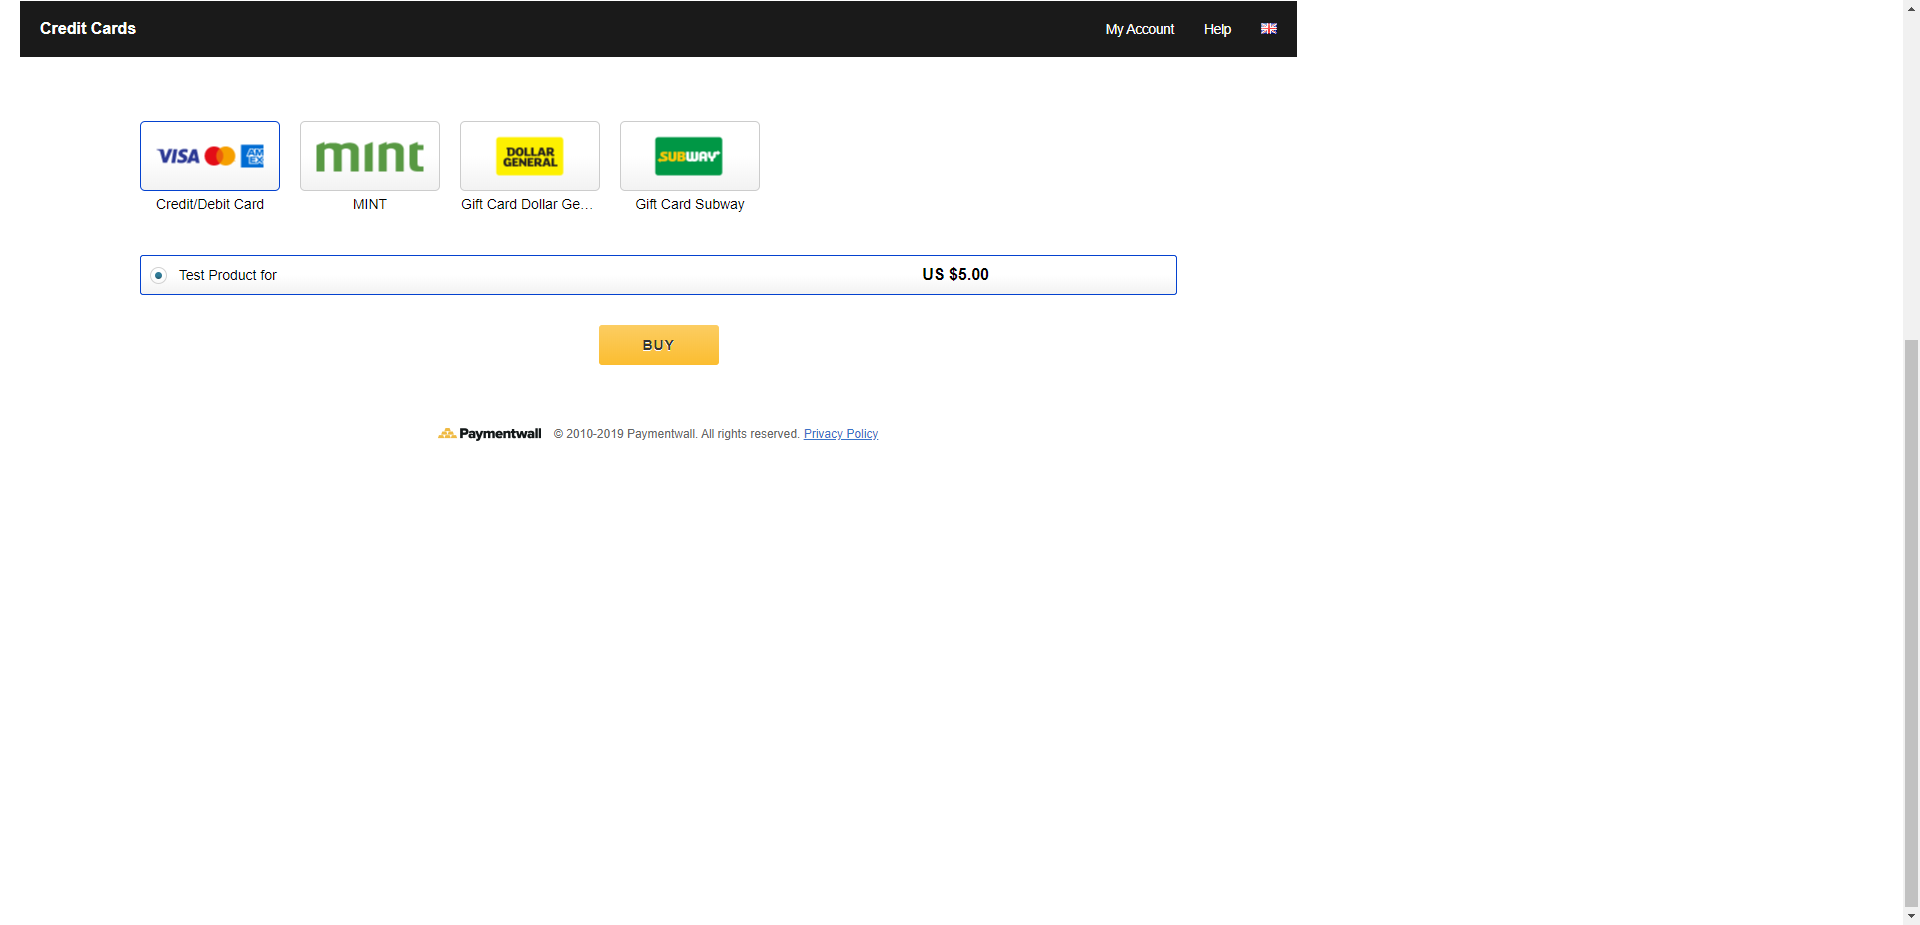 Credit Cards
My Account Help
VISA AM EX
mint
DOLLAR GENERAL
SUBWAY
Credit/Debit Card
MINT
Gift Card Dollar Ge...
Gift Card Subway
Test Product for US $5.00
BUY
Paymentwall © 2010-2019 Paymentwall. All rights reserved. Privacy Policy